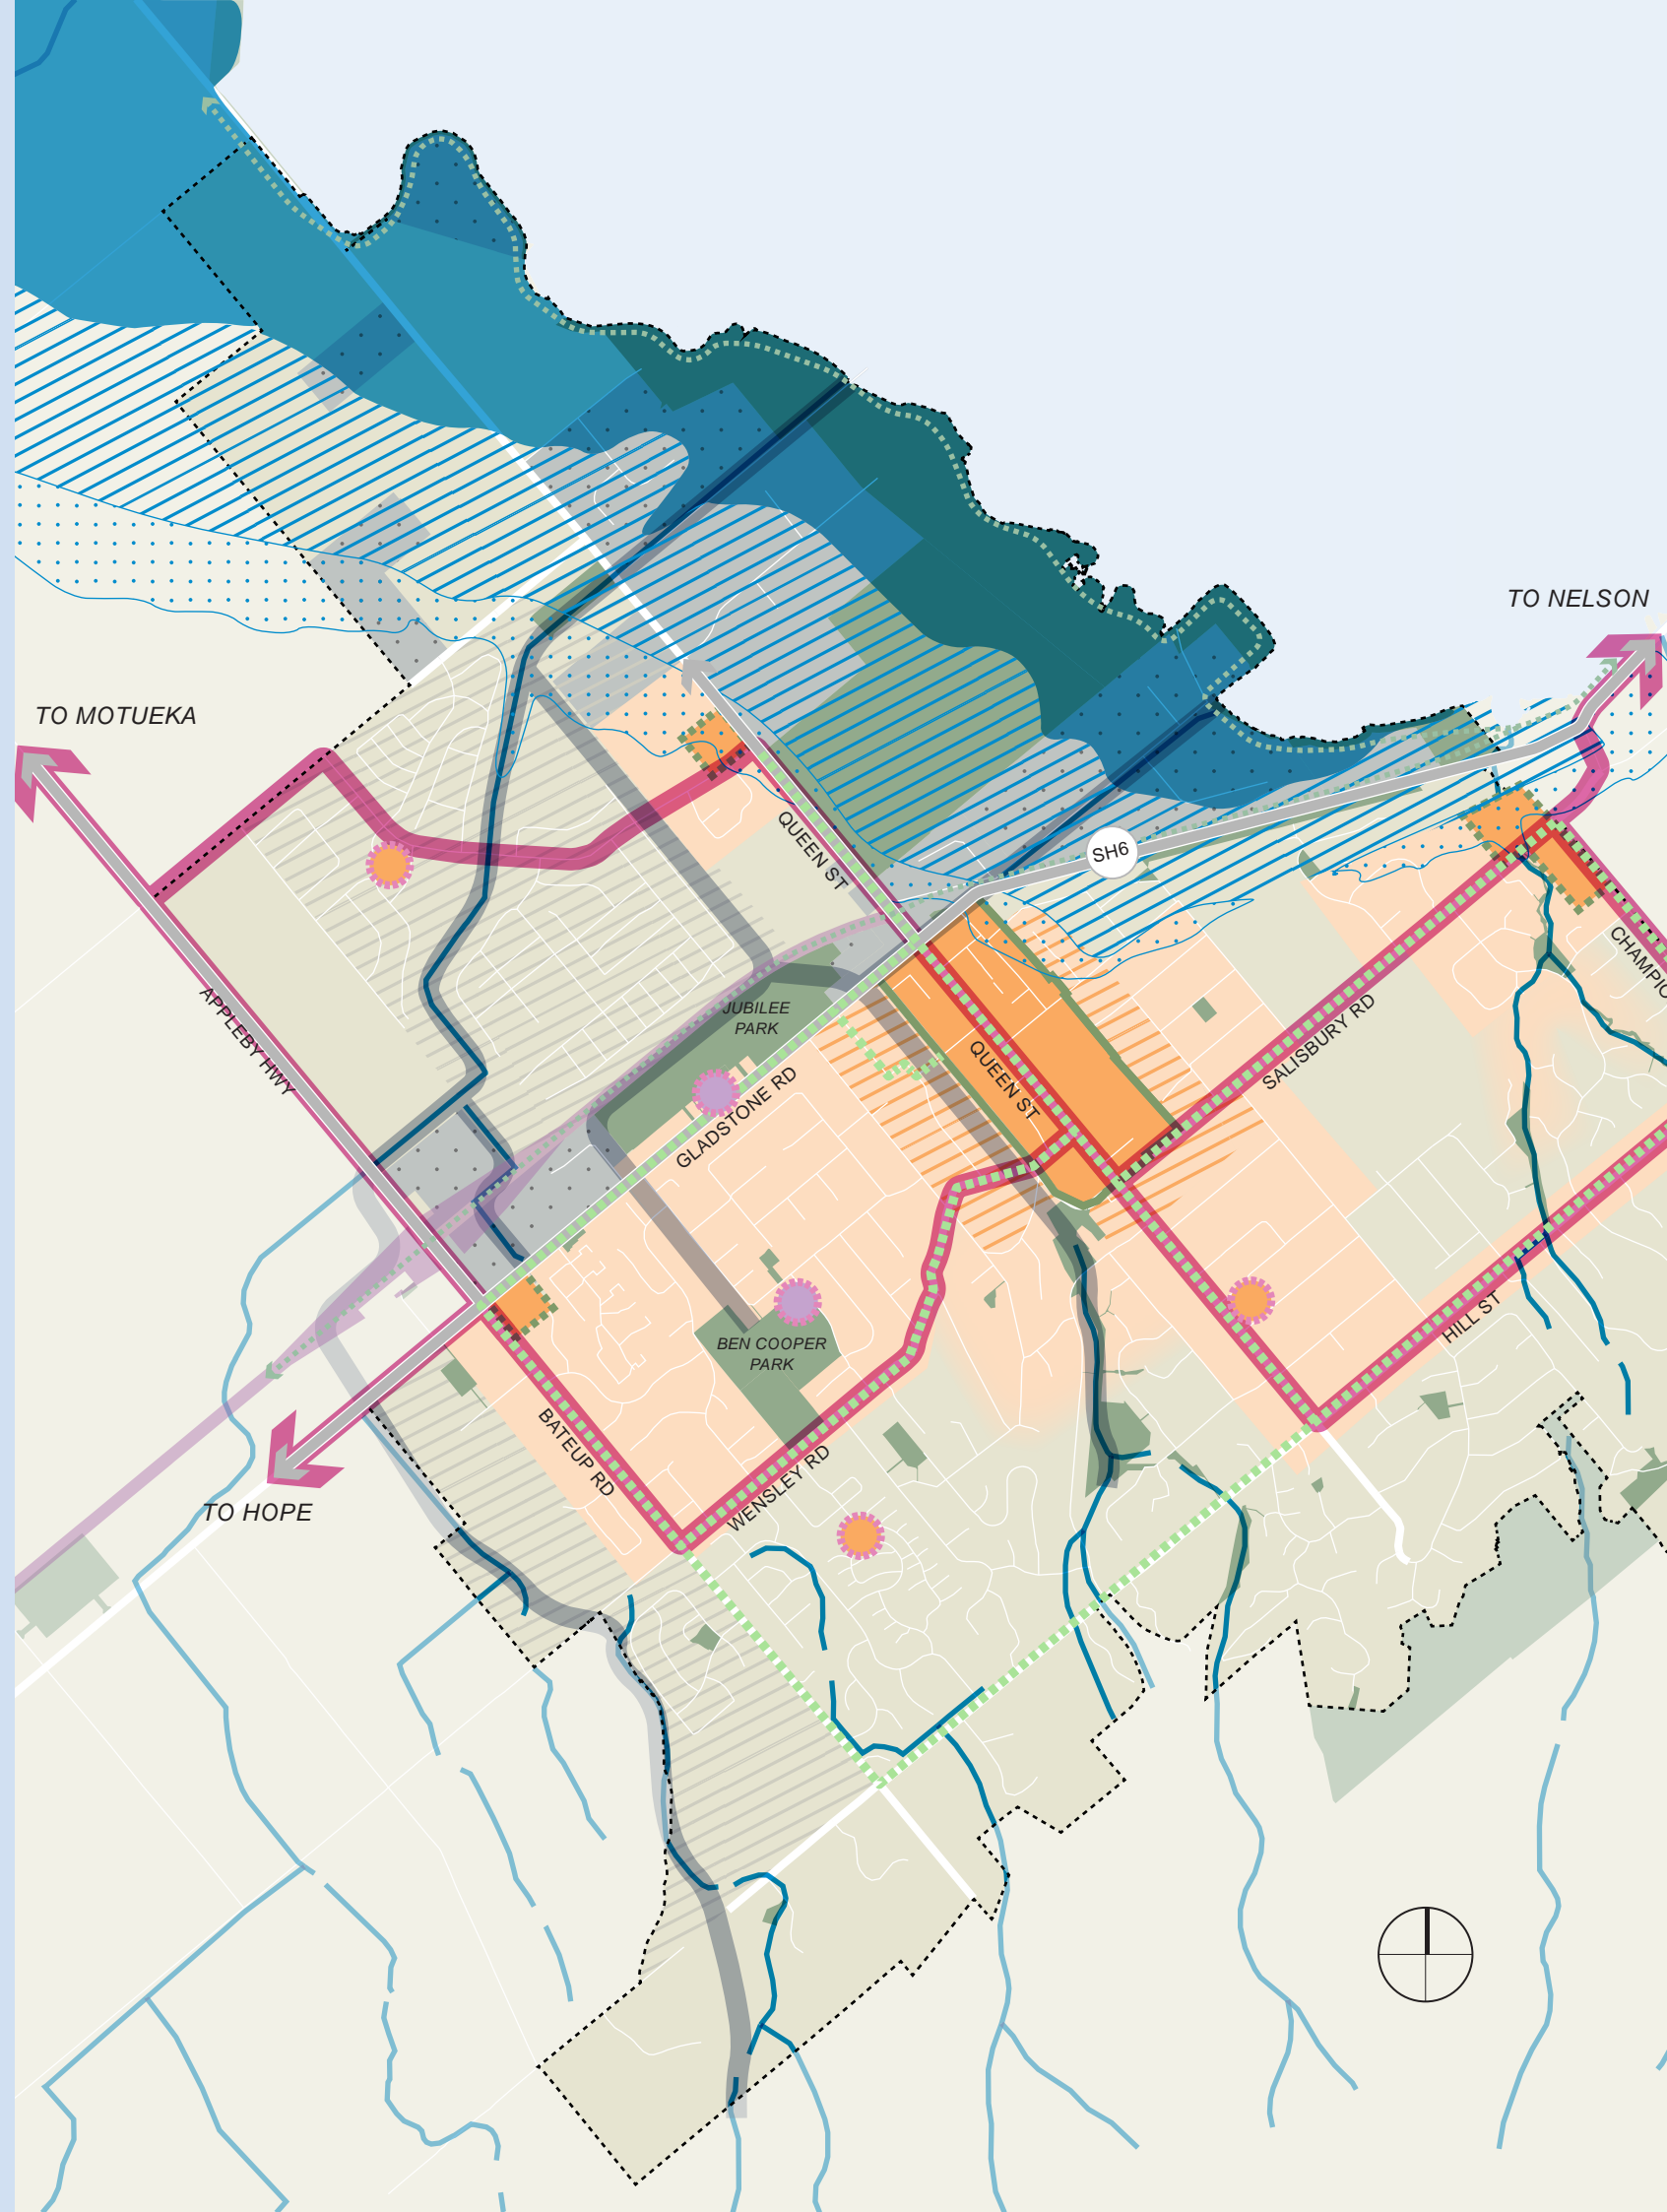 TO NELSON
TO MOTUEKA
QUEEN ST
SH6
CHAMPIO
APPLEBY HWY
JUBILEE
PARK
QUEEN ST
SALISBURY RD
GLADSTONE RD
HILL ST
BEN COOPER
PARK
BATEUP RD
WENSLEY RD
TO HOPE